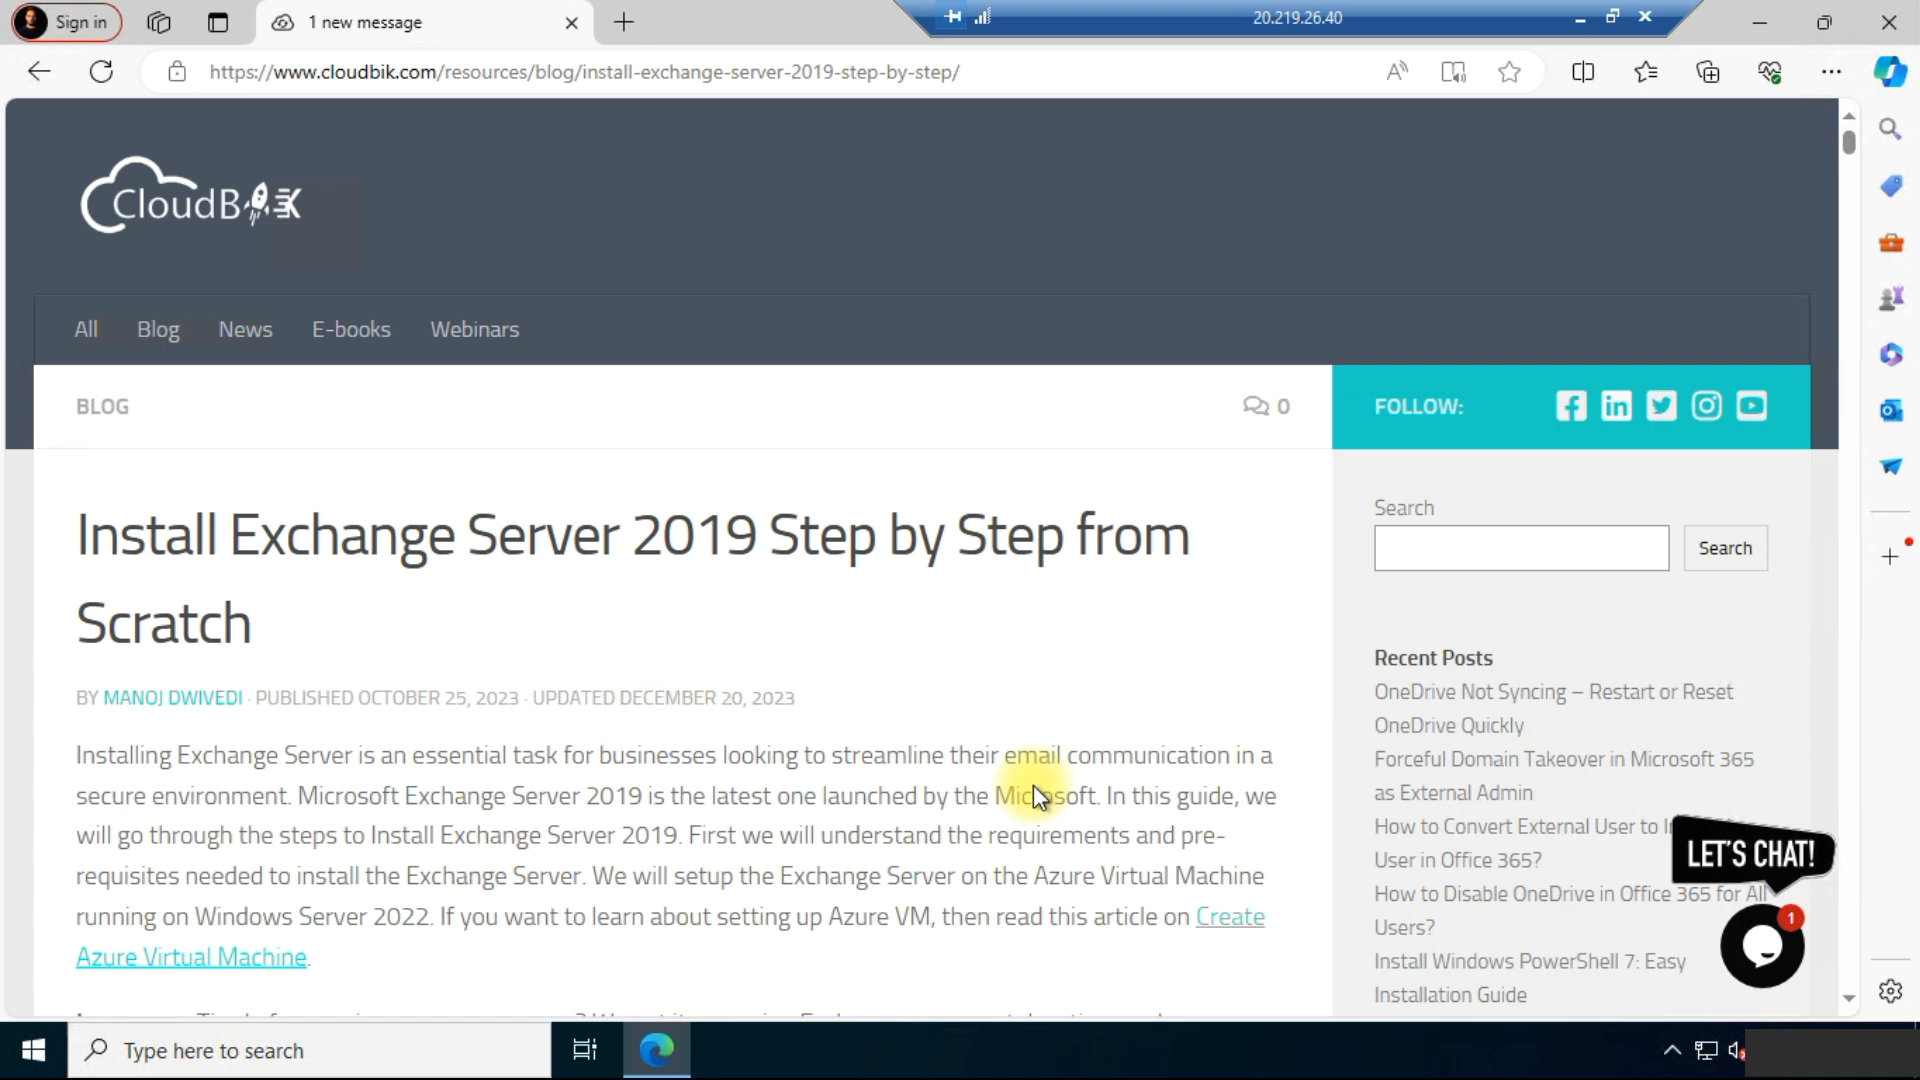 Sign in
1 new message
20.219.26.40
https://www.cloudbik.com/resources/blog/install-exchange-server-2019-step-by-step/
CloudBIK
All Blog News E-books Webinars
BLOG
0
FOLLOW:
Install Exchange Server 2019 Step by Step from
Scratch
BY MANOJ DWIVEDI · PUBLISHED OCTOBER 25, 2023 · UPDATED DECEMBER 20, 2023
Installing Exchange Server is an essential task for businesses looking to streamline their email communication in a
secure environment. Microsoft Exchange Server 2019 is the latest one launched by the Microsoft. In this guide, we
will go through the steps to Install Exchange Server 2019. First we will understand the requirements and pre-
requisites needed to install the Exchange Server. We will setup the Exchange Server on the Azure Virtual Machine
running on Windows Server 2022. If you want to learn about setting up Azure VM, then read this article on Create
Azure Virtual Machine.
Search
Search
Recent Posts
OneDrive Not Syncing – Restart or Reset
OneDrive Quickly
Forceful Domain Takeover in Microsoft 365
as External Admin
How to Convert External User to
User in Office 365?
How to Disable OneDrive in Office 365 for All
Users?
Install Windows PowerShell 7: Easy
Installation Guide
LET'S CHAT!
1
Type here to search